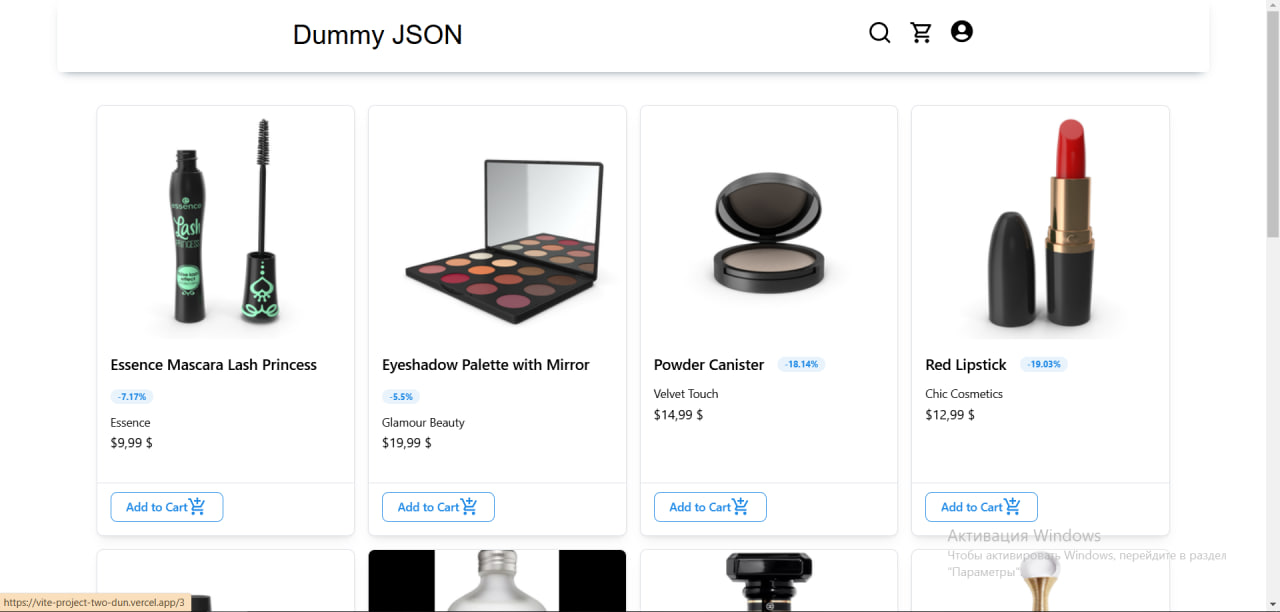 Dummy JSON
essence
Lash
PRINCESS
Essence Mascara Lash Princess
-7.17%
Essence
$9,99 $
Add to Cart
Eyeshadow Palette with Mirror
-5.5%
Glamour Beauty
$19,99 $
Add to Cart
Powder Canister -18.14%
Velvet Touch
$14,99 $
Add to Cart
Red Lipstick -19.03%
Chic Cosmetics
$12,99 $
Add to Cart
Активация Windows
Чтобы активировать Windows, перейдите в раздел
"Параметры"
https://vite-project-two-dun.vercel.app/3